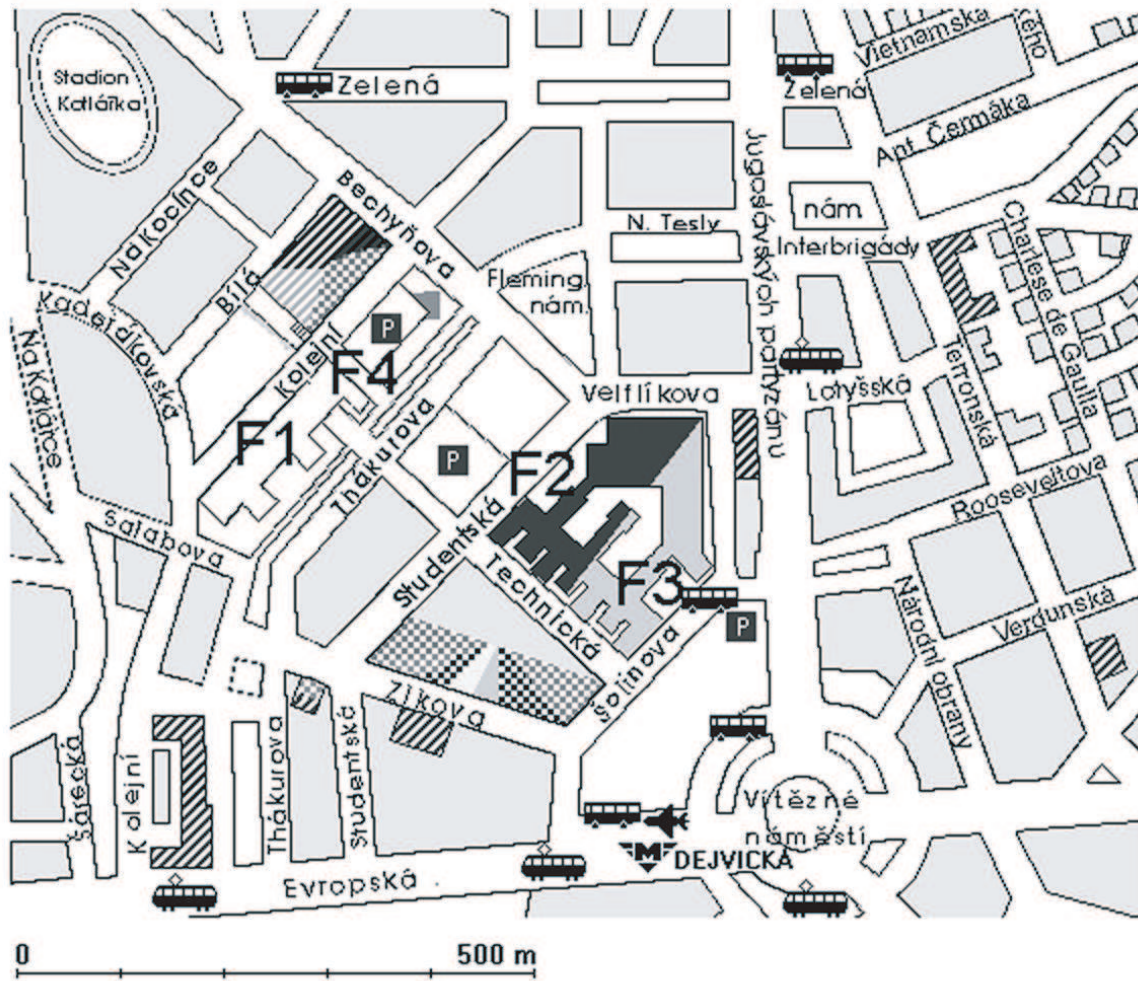 Stadion
Kotlářka
Zelená
Zelená
Vietnamská
Ant. Čermáka
Na Kocínce
Bechyňova
Jugoslávských partyzánů
nám.
Interbrigády
N. Tesly
Fleming.
nám.
Charlese de Gaulla
Kadeřákovská
Bílá
Na Kotlářce
Kolejní
P
F4
Velflíkova
Lotyšská
Terronská
F1
Thákurova
P
F2
Rooseveltova
Salabova
Studentská
Technická
F3
P
Národní obrany
Verdunská
Zikova
Šolínova
Šárecká
Kolejní
Thákurova
Studentská
Vítězné
náměstí
M DEJVICKÁ
Evropská
0 500 m